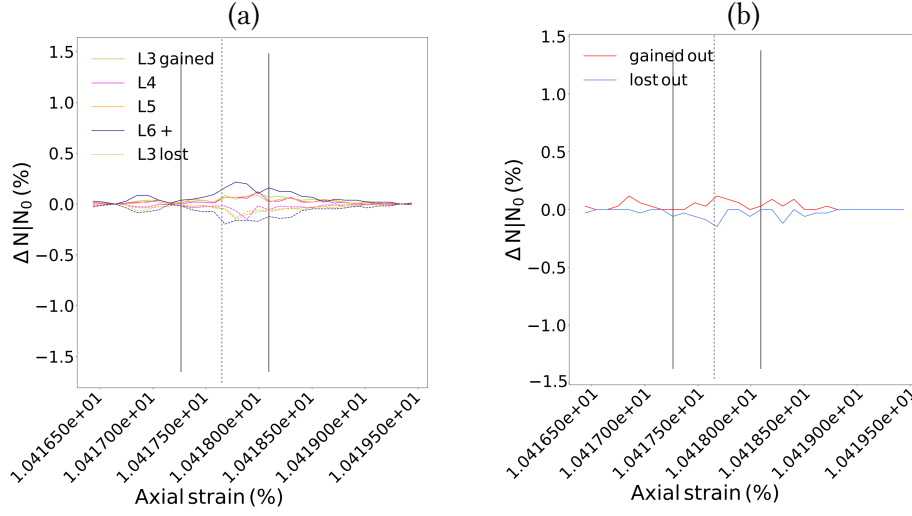 (a)
1.5
1.0
0.5
0.0
−0.5
−1.0
−1.5
Δ N|N₀ (%)
L3 gained
L4
L5
L6 +
L3 lost
1.041650e+01
1.041700e+01
1.041750e+01
1.041800e+01
1.041850e+01
1.041900e+01
1.041950e+01
Axial strain (%)
(b)
1.5
1.0
0.5
0.0
−0.5
−1.0
−1.5
Δ N|N₀ (%)
gained out
lost out
1.041650e+01
1.041700e+01
1.041750e+01
1.041800e+01
1.041850e+01
1.041900e+01
1.041950e+01
Axial strain (%)